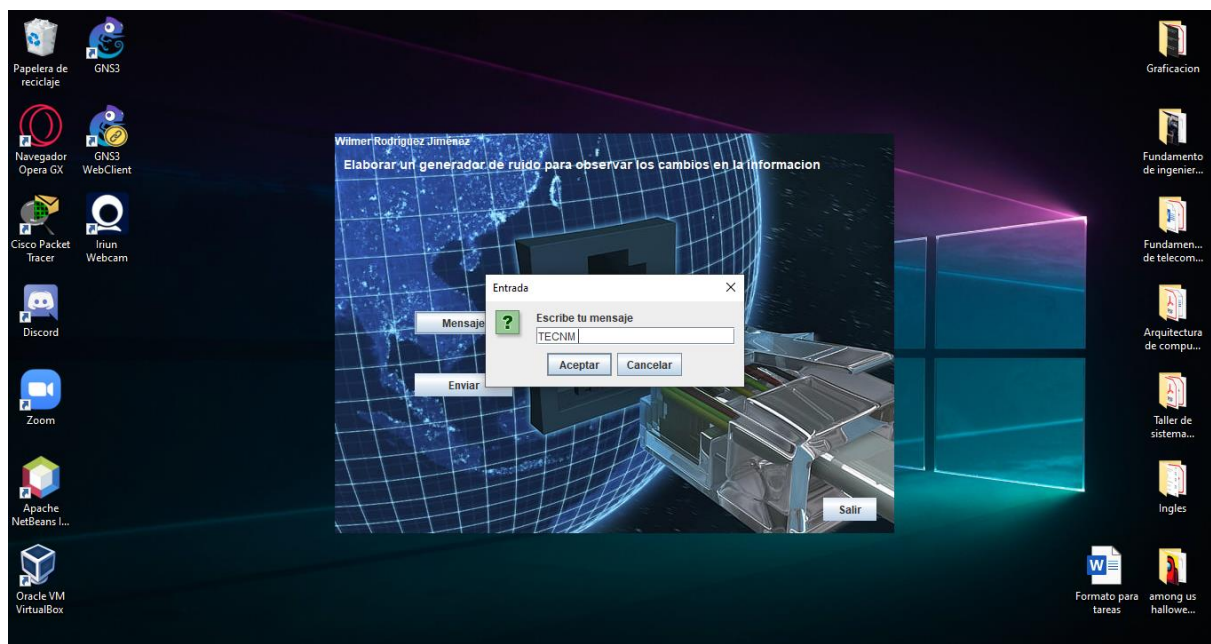 Papelera de
reciclaje
GNS3
Navegador
Opera GX
GNS3
WebClient
Cisco Packet
Tracer
Iriun
Webcam
Discord
Zoom
Apache
NetBeans I...
Oracle VM
VirtualBox
Wilmer Rodríguez Jiménez
Elaborar un generador de ruido para observar los cambios en la informacion
Mensaje
Enviar
Entrada
Escribe tu mensaje
TECNM
Aceptar
Cancelar
Salir
Graficacion
Fundamento
de ingenier...
Fundamen...
de telecom...
Arquitectura
de compu...
Taller de
sistema...
Ingles
Formato para
tareas
among us
hallowe...